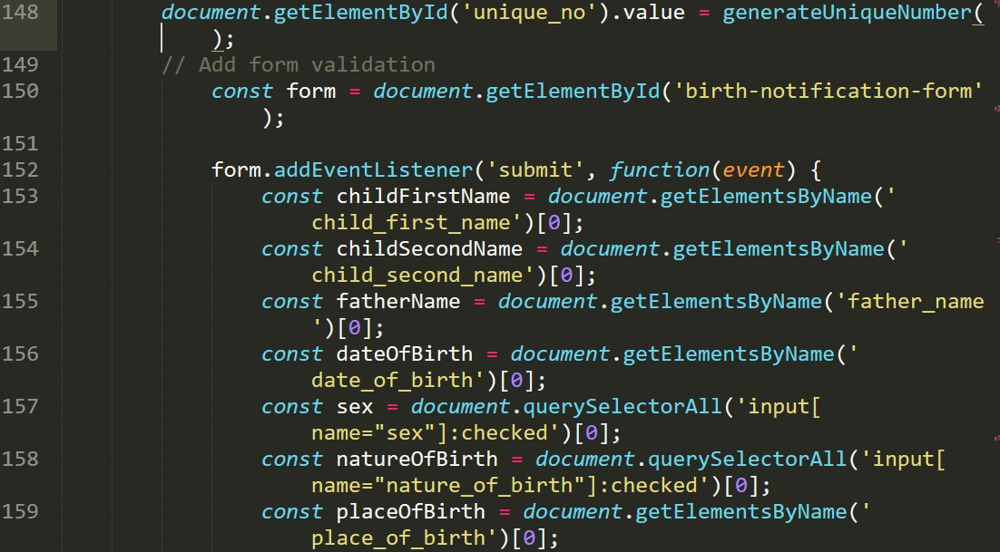 148 document.getElementById('unique_no').value = generateUniqueNumber(
);
149 // Add form validation
150 const form = document.getElementById('birth-notification-form'
);
151
152 form.addEventListener('submit', function(event) {
153 const childFirstName = document.getElementsByName('
child_first_name')[0];
154 const childSecondName = document.getElementsByName('
child_second_name')[0];
155 const fatherName = document.getElementsByName('father_name
')[0];
156 const dateOfBirth = document.getElementsByName('
date_of_birth')[0];
157 const sex = document.querySelectorAll('input[
name="sex"]:checked')[0];
158 const natureOfBirth = document.querySelectorAll('input[
name="nature_of_birth"]:checked')[0];
159 const placeOfBirth = document.getElementsByName('
place_of_birth')[0];